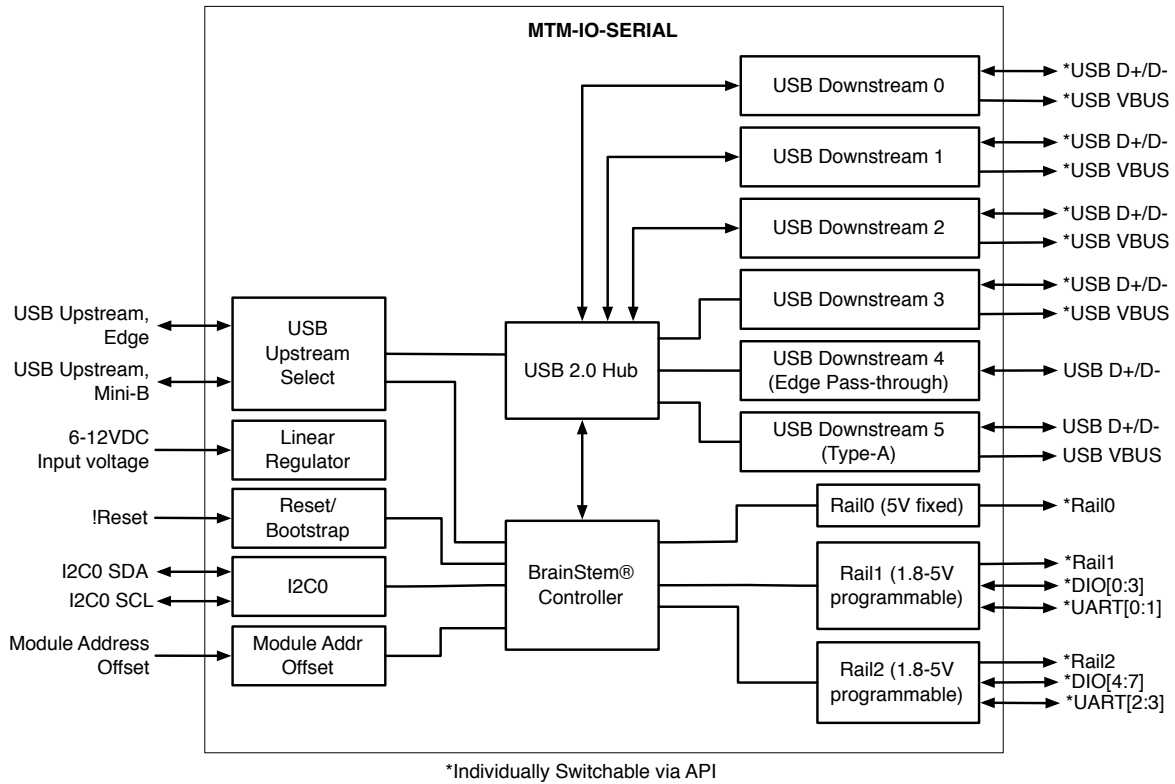 MTM-IO-SERIAL
USB Downstream 0
*USB D+/D-
*USB VBUS
USB Downstream 1
*USB D+/D-
*USB VBUS
USB Downstream 2
*USB D+/D-
*USB VBUS
USB Downstream 3
*USB D+/D-
*USB VBUS
USB Downstream 4
(Edge Pass-through)
USB D+/D-
USB Downstream 5
(Type-A)
USB D+/D-
USB VBUS
USB Upstream,
Edge
USB Upstream,
Mini-B
USB
Upstream
Select
USB 2.0 Hub
6-12VDC
Input voltage
Linear
Regulator
!Reset
Reset/
Bootstrap
I2C0 SDA
I2C0 SCL
I2C0
Module Address
Offset
Module Addr
Offset
BrainStem®
Controller
Rail0 (5V fixed)
*Rail0
Rail1 (1.8-5V
programmable)
*Rail1
*DIO[0:3]
*UART[0:1]
Rail2 (1.8-5V
programmable)
*Rail2
*DIO[4:7]
*UART[2:3]
*Individually Switchable via API